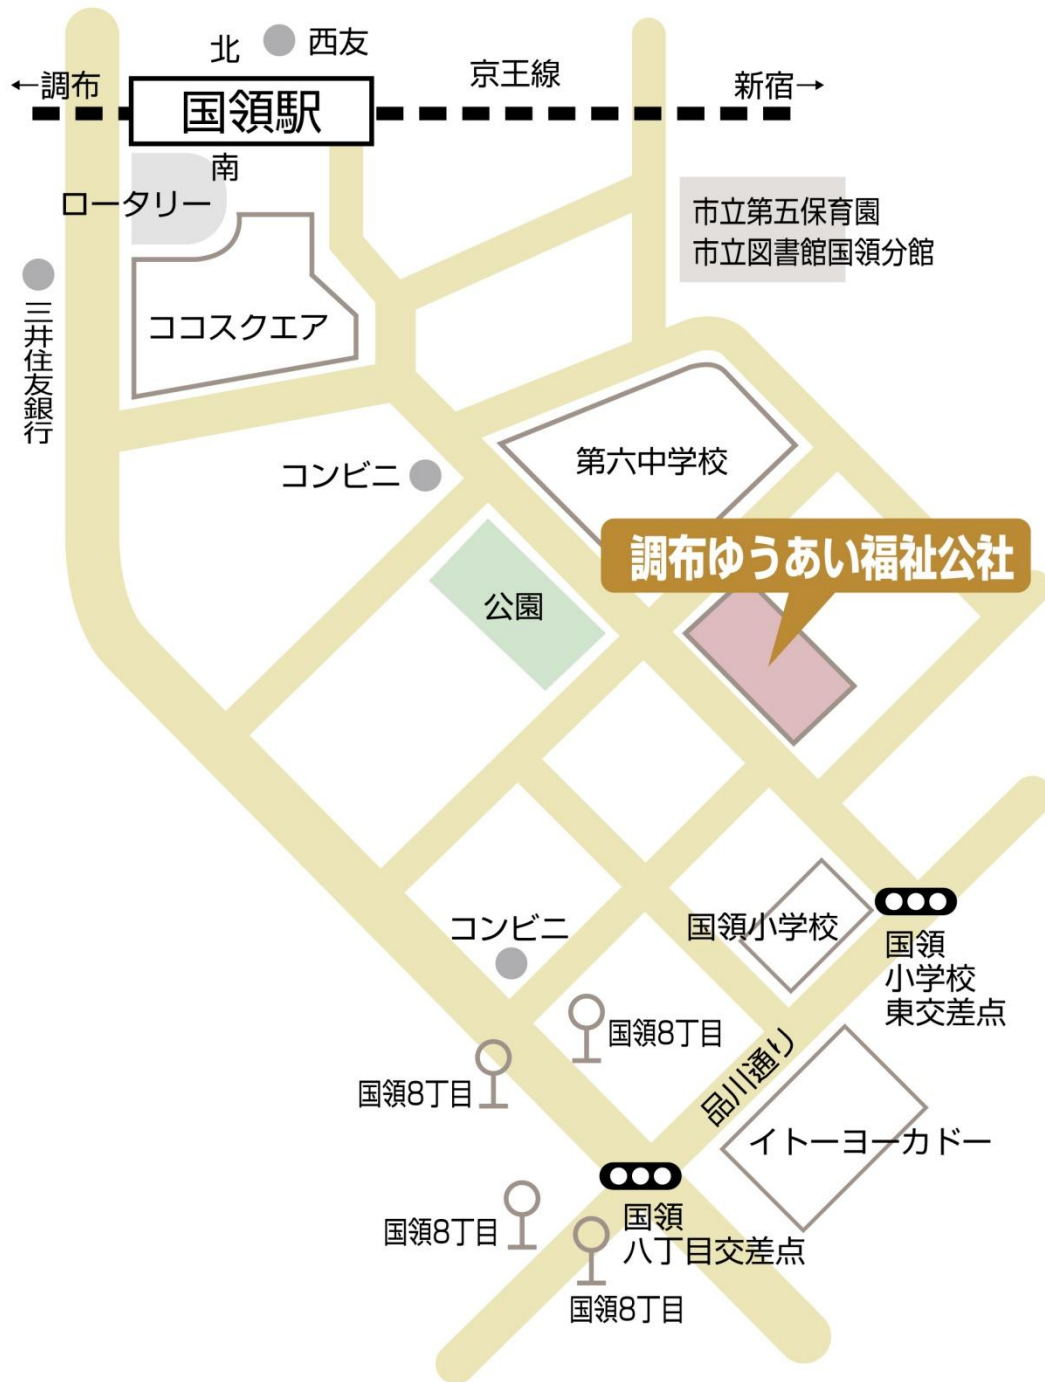 北
西友
←調布
京王線
新宿→
国領駅
南
ロータリー
市立第五保育園
市立図書館国領分館
三井住友銀行
ココスクエア
コンビニ
第六中学校
調布ゆうあい福祉公社
公園
コンビニ
国領小学校
国領
小学校
東交差点
国領8丁目
国領8丁目
品川通り
イトーヨーカドー
国領8丁目
国領
八丁目交差点
国領8丁目